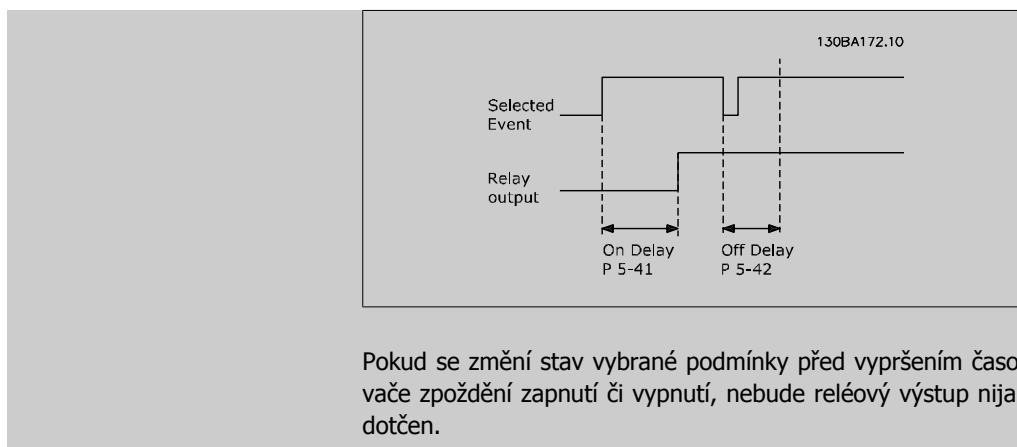 130BA172.10
Selected
Event
Relay
output
On Delay
P 5-41
Off Delay
P 5-42
Pokud se změní stav vybrané podmínky před vypršením časo
vače zpoždění zapnutí či vypnutí, nebude reléový výstup nija
dotčen.